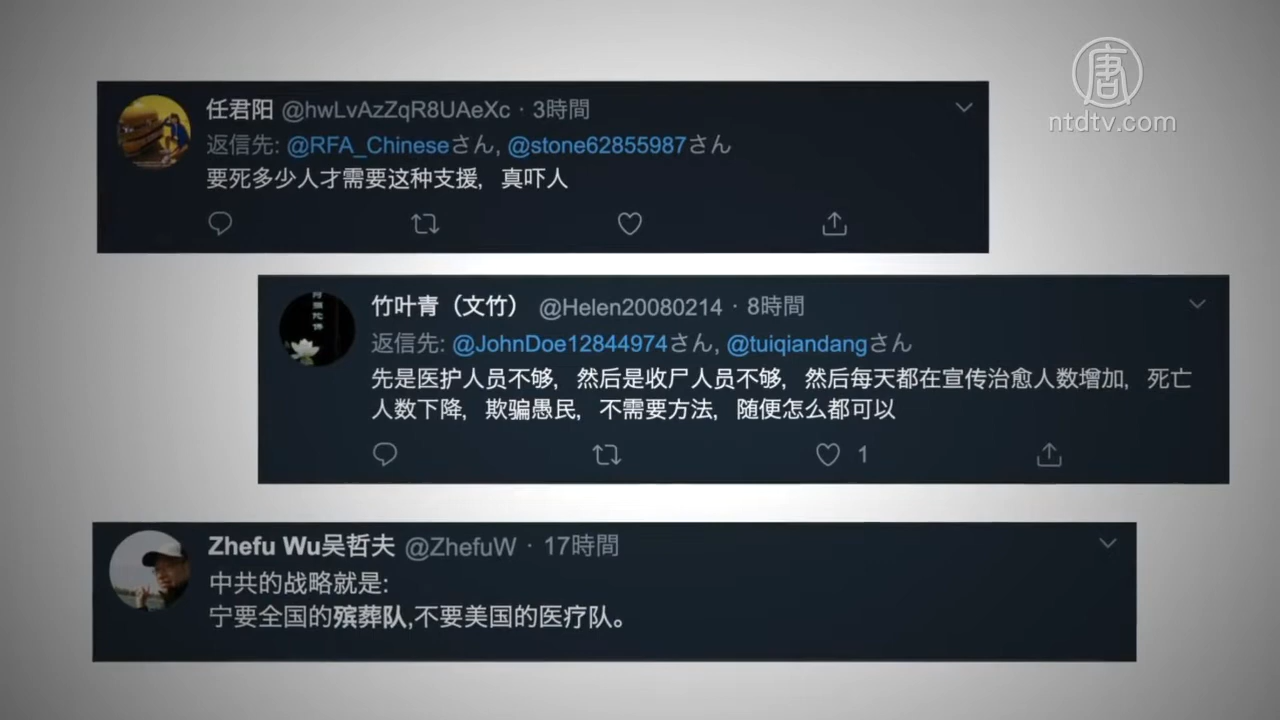 唐
ntdtv.com
任君阳 @hwLvAzZqR8UAeXc · 3時間
返信先: @RFA_Chineseさん, @stone62855987さん
要死多少人才需要这种支援，真吓人
阿彌陀佛
竹叶青（文竹） @Helen20080214 · 8時間
返信先: @JohnDoe12844974さん, @tuiqiandangさん
先是医护人员不够，然后是收尸人员不够，然后每天都在宣传治愈人数增加，死亡
人数下降，欺骗愚民，不需要方法，随便怎么都可以
1
Zhefu Wu吴哲夫 @ZhefuW · 17時間
中共的战略就是:
宁要全国的殡葬队,不要美国的医疗队。